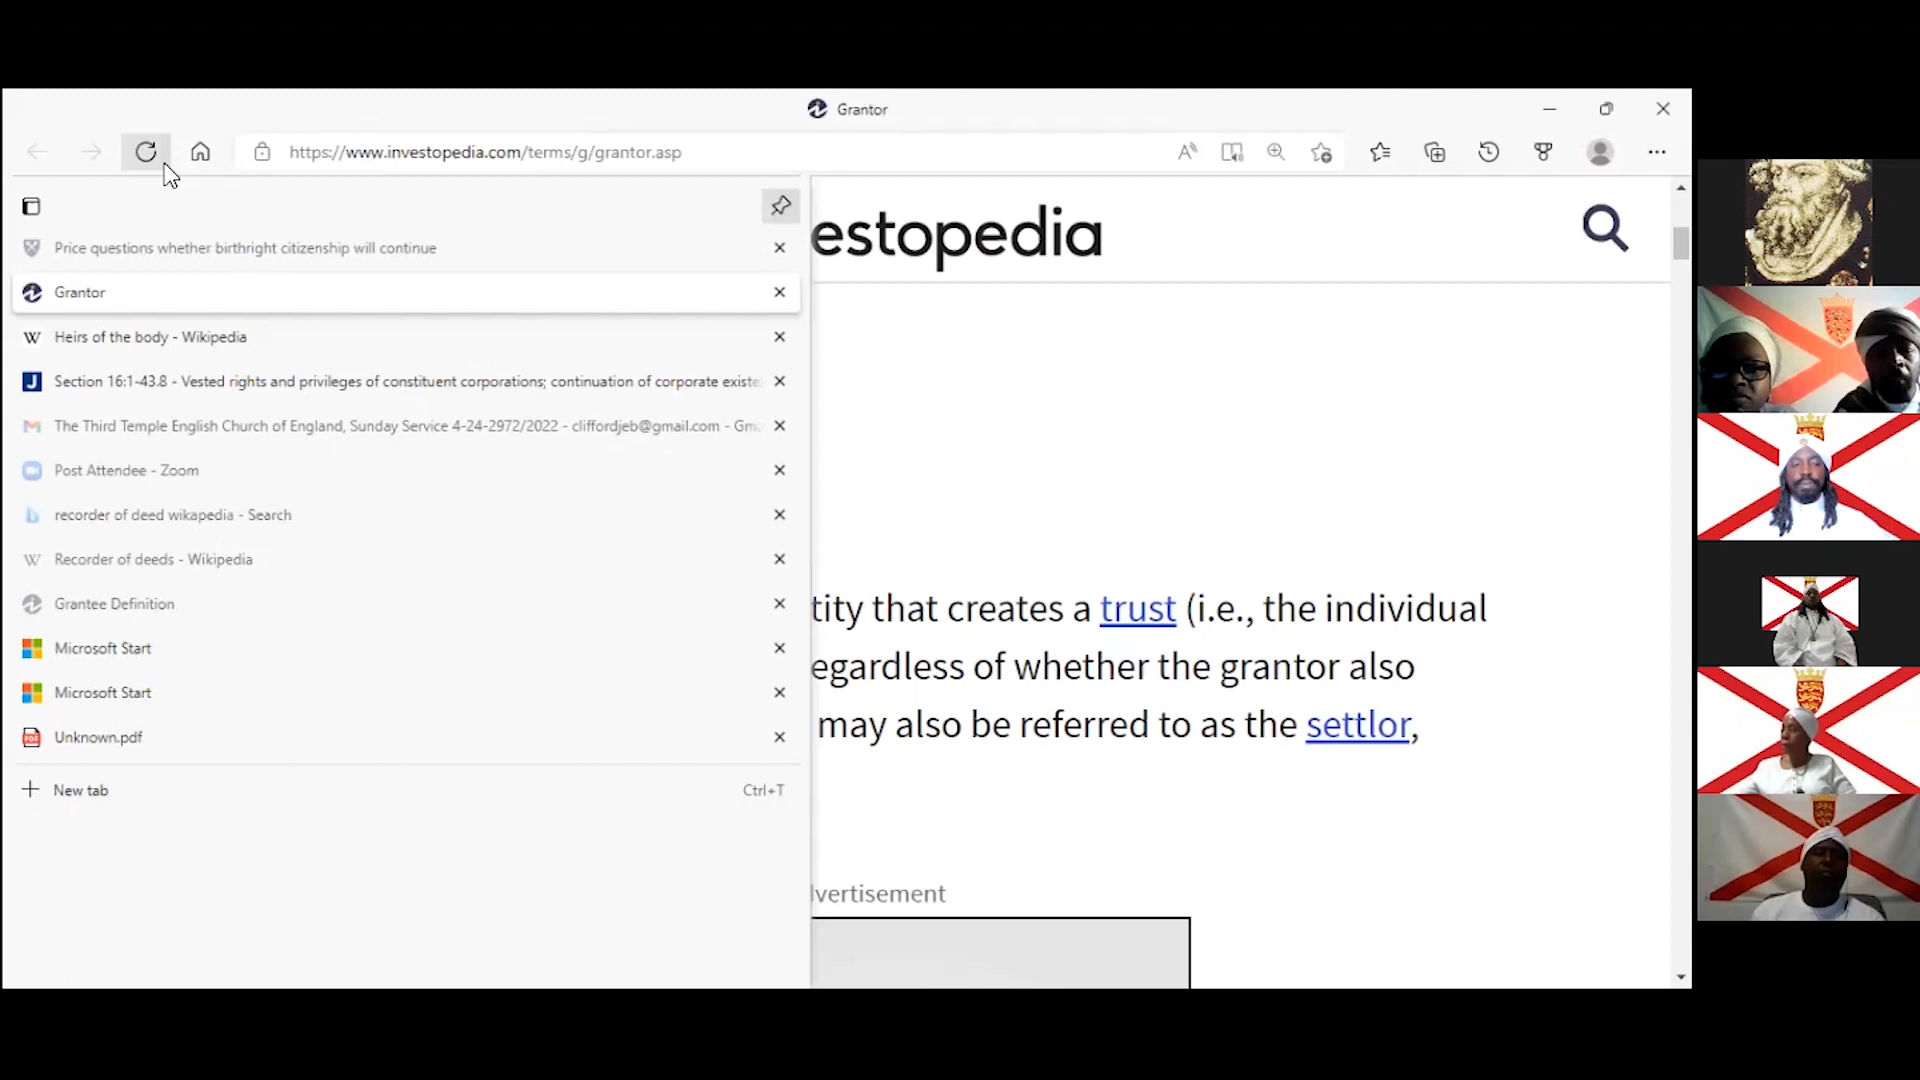 Grantor
https://www.investopedia.com/terms/g/grantor.asp
Price questions whether birthright citizenship will continue
Grantor
Heirs of the body - Wikipedia
Section 16:1-43.8 - Vested rights and privileges of constituent corporations; continuation of corporate existe
The Third Temple English Church of England, Sunday Service 4-24-2972/2022 - cliffordjeb@gmail.com - Gm
Post Attendee - Zoom
recorder of deed wikapedia - Search
Recorder of deeds - Wikipedia
Grantee Definition
Microsoft Start
Microsoft Start
Unknown.pdf
New tab Ctrl+T
estopedia
tity that creates a trust (i.e., the individual
egardless of whether the grantor also
may also be referred to as the settlor,
vertisement